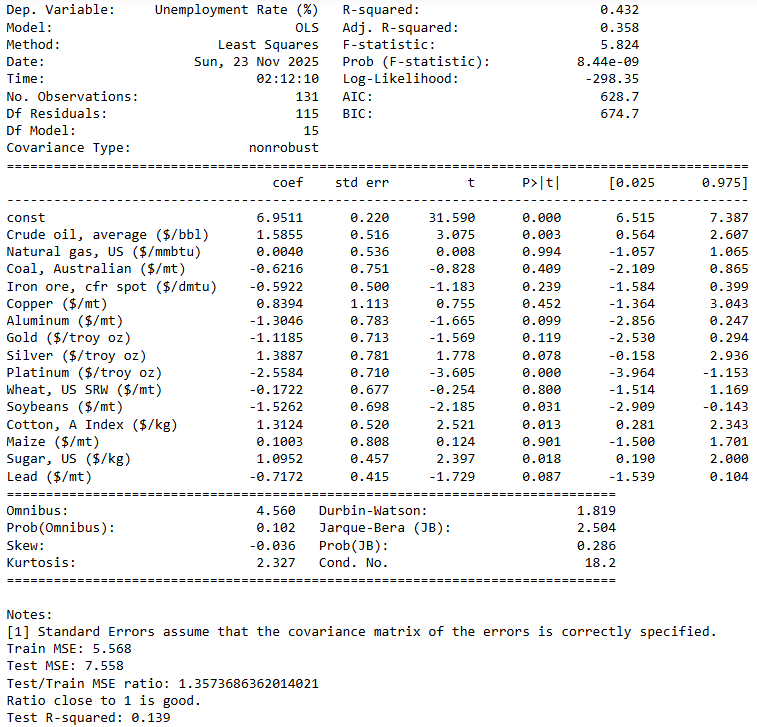 Dep. Variable: Unemployment Rate (%) R-squared: 0.432
Model: OLS Adj. R-squared: 0.358
Method: Least Squares F-statistic: 5.824
Date: Sun, 23 Nov 2025 Prob (F-statistic): 8.44e-09
Time: 02:12:10 Log-Likelihood: -298.35
No. Observations: 131 AIC: 628.7
Df Residuals: 115 BIC: 674.7
Df Model: 15
Covariance Type: nonrobust
==============================================================================================
coef std err t P>|t| [0.025 0.975]
----------------------------------------------------------------------------------------------
const 6.9511 0.220 31.590 0.000 6.515 7.387
Crude oil, average ($/bbl) 1.5855 0.516 3.075 0.003 0.564 2.607
Natural gas, US ($/mmbtu) 0.0040 0.536 0.008 0.994 -1.057 1.065
Coal, Australian ($/mt) -0.6216 0.751 -0.828 0.409 -2.109 0.865
Iron ore, cfr spot ($/dmtu) -0.5922 0.500 -1.183 0.239 -1.584 0.399
Copper ($/mt) 0.8394 1.113 0.755 0.452 -1.364 3.043
Aluminum ($/mt) -1.3046 0.783 -1.665 0.099 -2.856 0.247
Gold ($/troy oz) -1.1185 0.713 -1.569 0.119 -2.530 0.294
Silver ($/troy oz) 1.3887 0.781 1.778 0.078 -0.158 2.936
Platinum ($/troy oz) -2.5584 0.710 -3.605 0.000 -3.964 -1.153
Wheat, US SRW ($/mt) -0.1722 0.677 -0.254 0.800 -1.514 1.169
Soybeans ($/mt) -1.5262 0.698 -2.185 0.031 -2.909 -0.143
Cotton, A Index ($/kg) 1.3124 0.520 2.521 0.013 0.281 2.343
Maize ($/mt) 0.1003 0.808 0.124 0.901 -1.500 1.701
Sugar, US ($/kg) 1.0952 0.457 2.397 0.018 0.190 2.000
Lead ($/mt) -0.7172 0.415 -1.729 0.087 -1.539 0.104
==============================================================================
Omnibus: 4.560 Durbin-Watson: 1.819
Prob(Omnibus): 0.102 Jarque-Bera (JB): 2.504
Skew: -0.036 Prob(JB): 0.286
Kurtosis: 2.327 Cond. No. 18.2
==============================================================================
Notes:
[1] Standard Errors assume that the covariance matrix of the errors is correctly specified.
Train MSE: 5.568
Test MSE: 7.558
Test/Train MSE ratio: 1.3573686362014021
Ratio close to 1 is good.
Test R-squared: 0.139